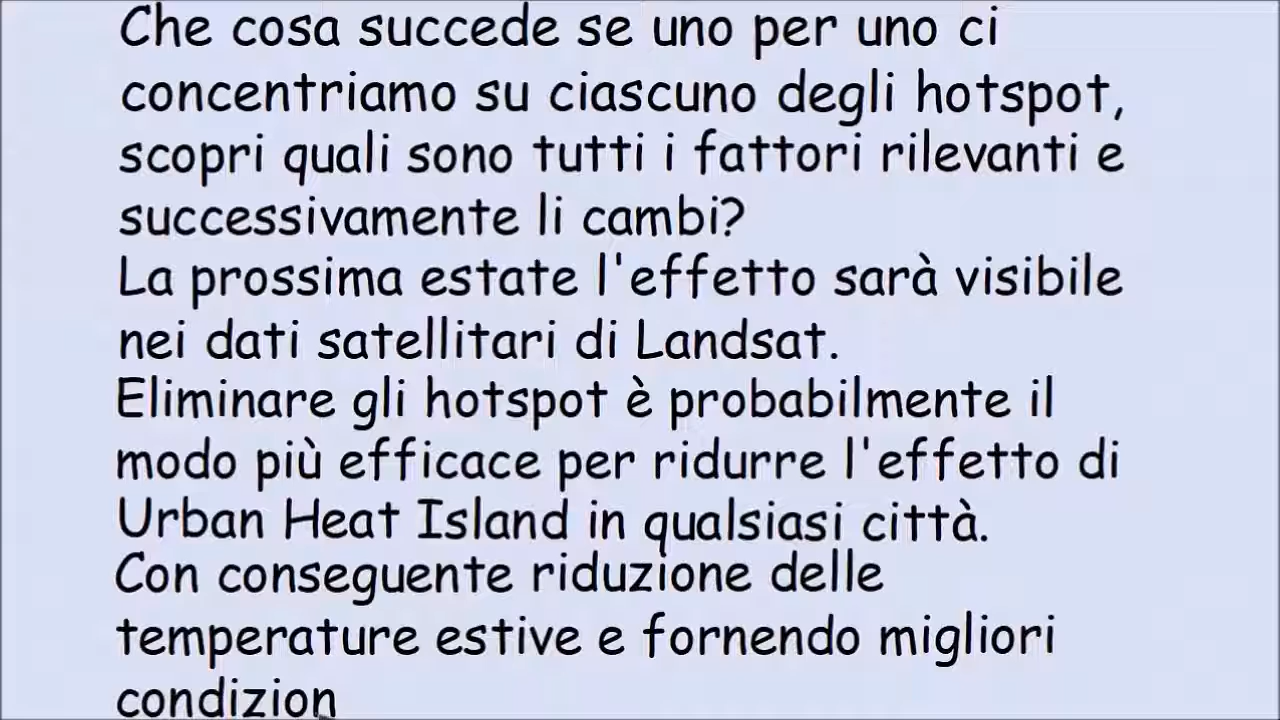 Che cosa succede se uno per uno ci
concentriamo su ciascuno degli hotspot,
scopri quali sono tutti i fattori rilevanti e
successivamente li cambi?
La prossima estate l'effetto sarà visibile
nei dati satellitari di Landsat.
Eliminare gli hotspot è probabilmente il
modo più efficace per ridurre l'effetto di
Urban Heat Island in qualsiasi città.
Con conseguente riduzione delle
temperature estive e fornendo migliori
condizion